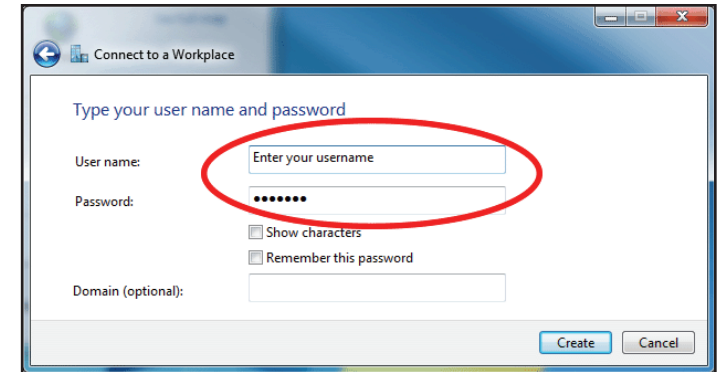 Connect to a Workplace
Type your user name and password
User name:
Enter your username
Password:
•••••••
Show characters
Remember this password
Domain (optional):
Create
Cancel